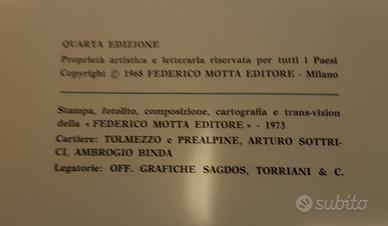 QUARTA EDIZIONE
Proprietà artistica e letteraria riservata per tutti i Paesi
Copyright © 1968 FEDERICO MOTTA EDITORE - Milano
Stampa, fotolito, composizione, cartografia e trans-vision
della « FEDERICO MOTTA EDITORE » - 1973
Cartiere: TOLMEZZO e PREALPINE, ARTURO SOTTRI-
CI, AMBROGIO BINDA
Legatorie: OFF. GRAFICHE SAGDOS, TORRIANI & C.
subito